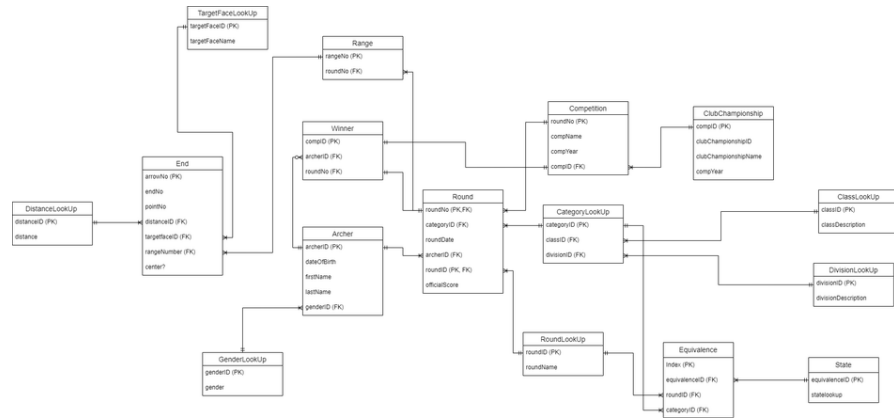 TargetFaceLookUp
targetFaceID (PK)
targetFaceName
Range
rangeNo (PK)
roundNo (FK)
Winner
compID (PK)
archerID (FK)
roundNo (FK)
Competition
roundNo (PK)
compName
compYear
compID (FK)
ClubChampionship
compID (PK)
clubChampionshipID
clubChampionshipName
compYear
End
arrowNo (PK)
endNo
pointNo
distanceID (FK)
targetfaceID (FK)
rangeNumber (FK)
center?
DistanceLookUp
distanceID (PK)
distance
Archer
archerID (PK)
dateOfBirth
firstName
lastName
genderID (FK)
Round
roundNo (PK,FK)
categoryID (FK)
roundDate
archerID (FK)
roundID (PK, FK)
officialScore
CategoryLookUp
categoryID (PK)
classID (FK)
divisionID (FK)
ClassLookUp
classID (PK)
classDescription
DivisionLookUp
divisionID (PK)
divisionDescription
GenderLookUp
genderID (PK)
gender
RoundLookUp
roundID (PK)
roundName
Equivalence
Index (PK)
equivalenceID (FK)
roundID (FK)
categoryID (FK)
State
equivalenceID (PK)
statelookup